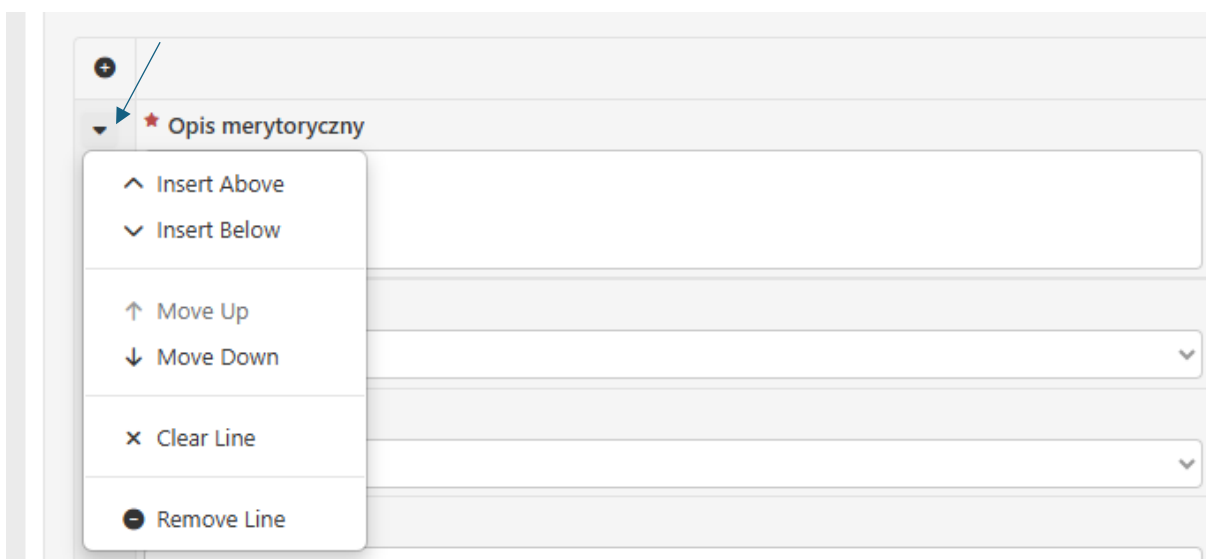 * Opis merytoryczny
Insert Above
Insert Below
Move Up
Move Down
Clear Line
Remove Line